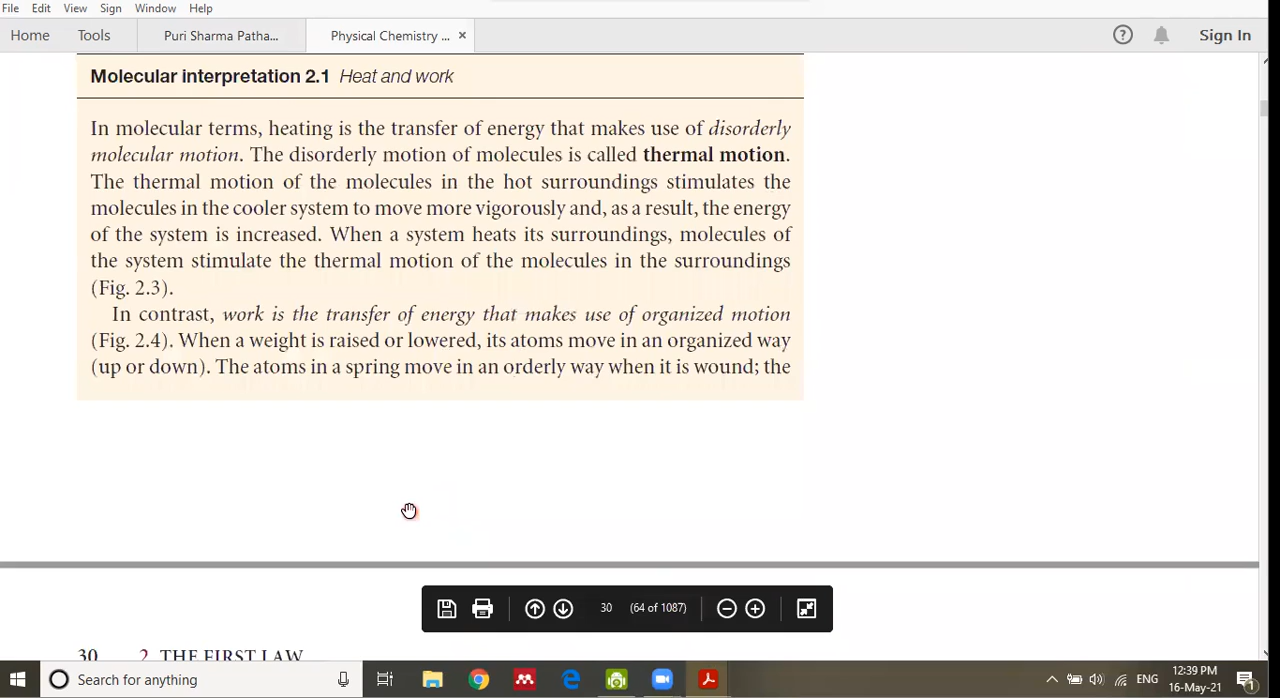 File Edit View Sign Window Help
Home Tools Puri Sharma Patha... Physical Chemistry ... × ? Sign In
Molecular interpretation 2.1 Heat and work
In molecular terms, heating is the transfer of energy that makes use of disorderly
molecular motion. The disorderly motion of molecules is called thermal motion.
The thermal motion of the molecules in the hot surroundings stimulates the
molecules in the cooler system to move more vigorously and, as a result, the energy
of the system is increased. When a system heats its surroundings, molecules of
the system stimulate the thermal motion of the molecules in the surroundings
(Fig. 2.3).
In contrast, work is the transfer of energy that makes use of organized motion
(Fig. 2.4). When a weight is raised or lowered, its atoms move in an organized way
(up or down). The atoms in a spring move in an orderly way when it is wound; the
30 (64 of 1087)
30 2 THE FIRST LAW
Search for anything
ENG
12:39 PM
16-May-21
1